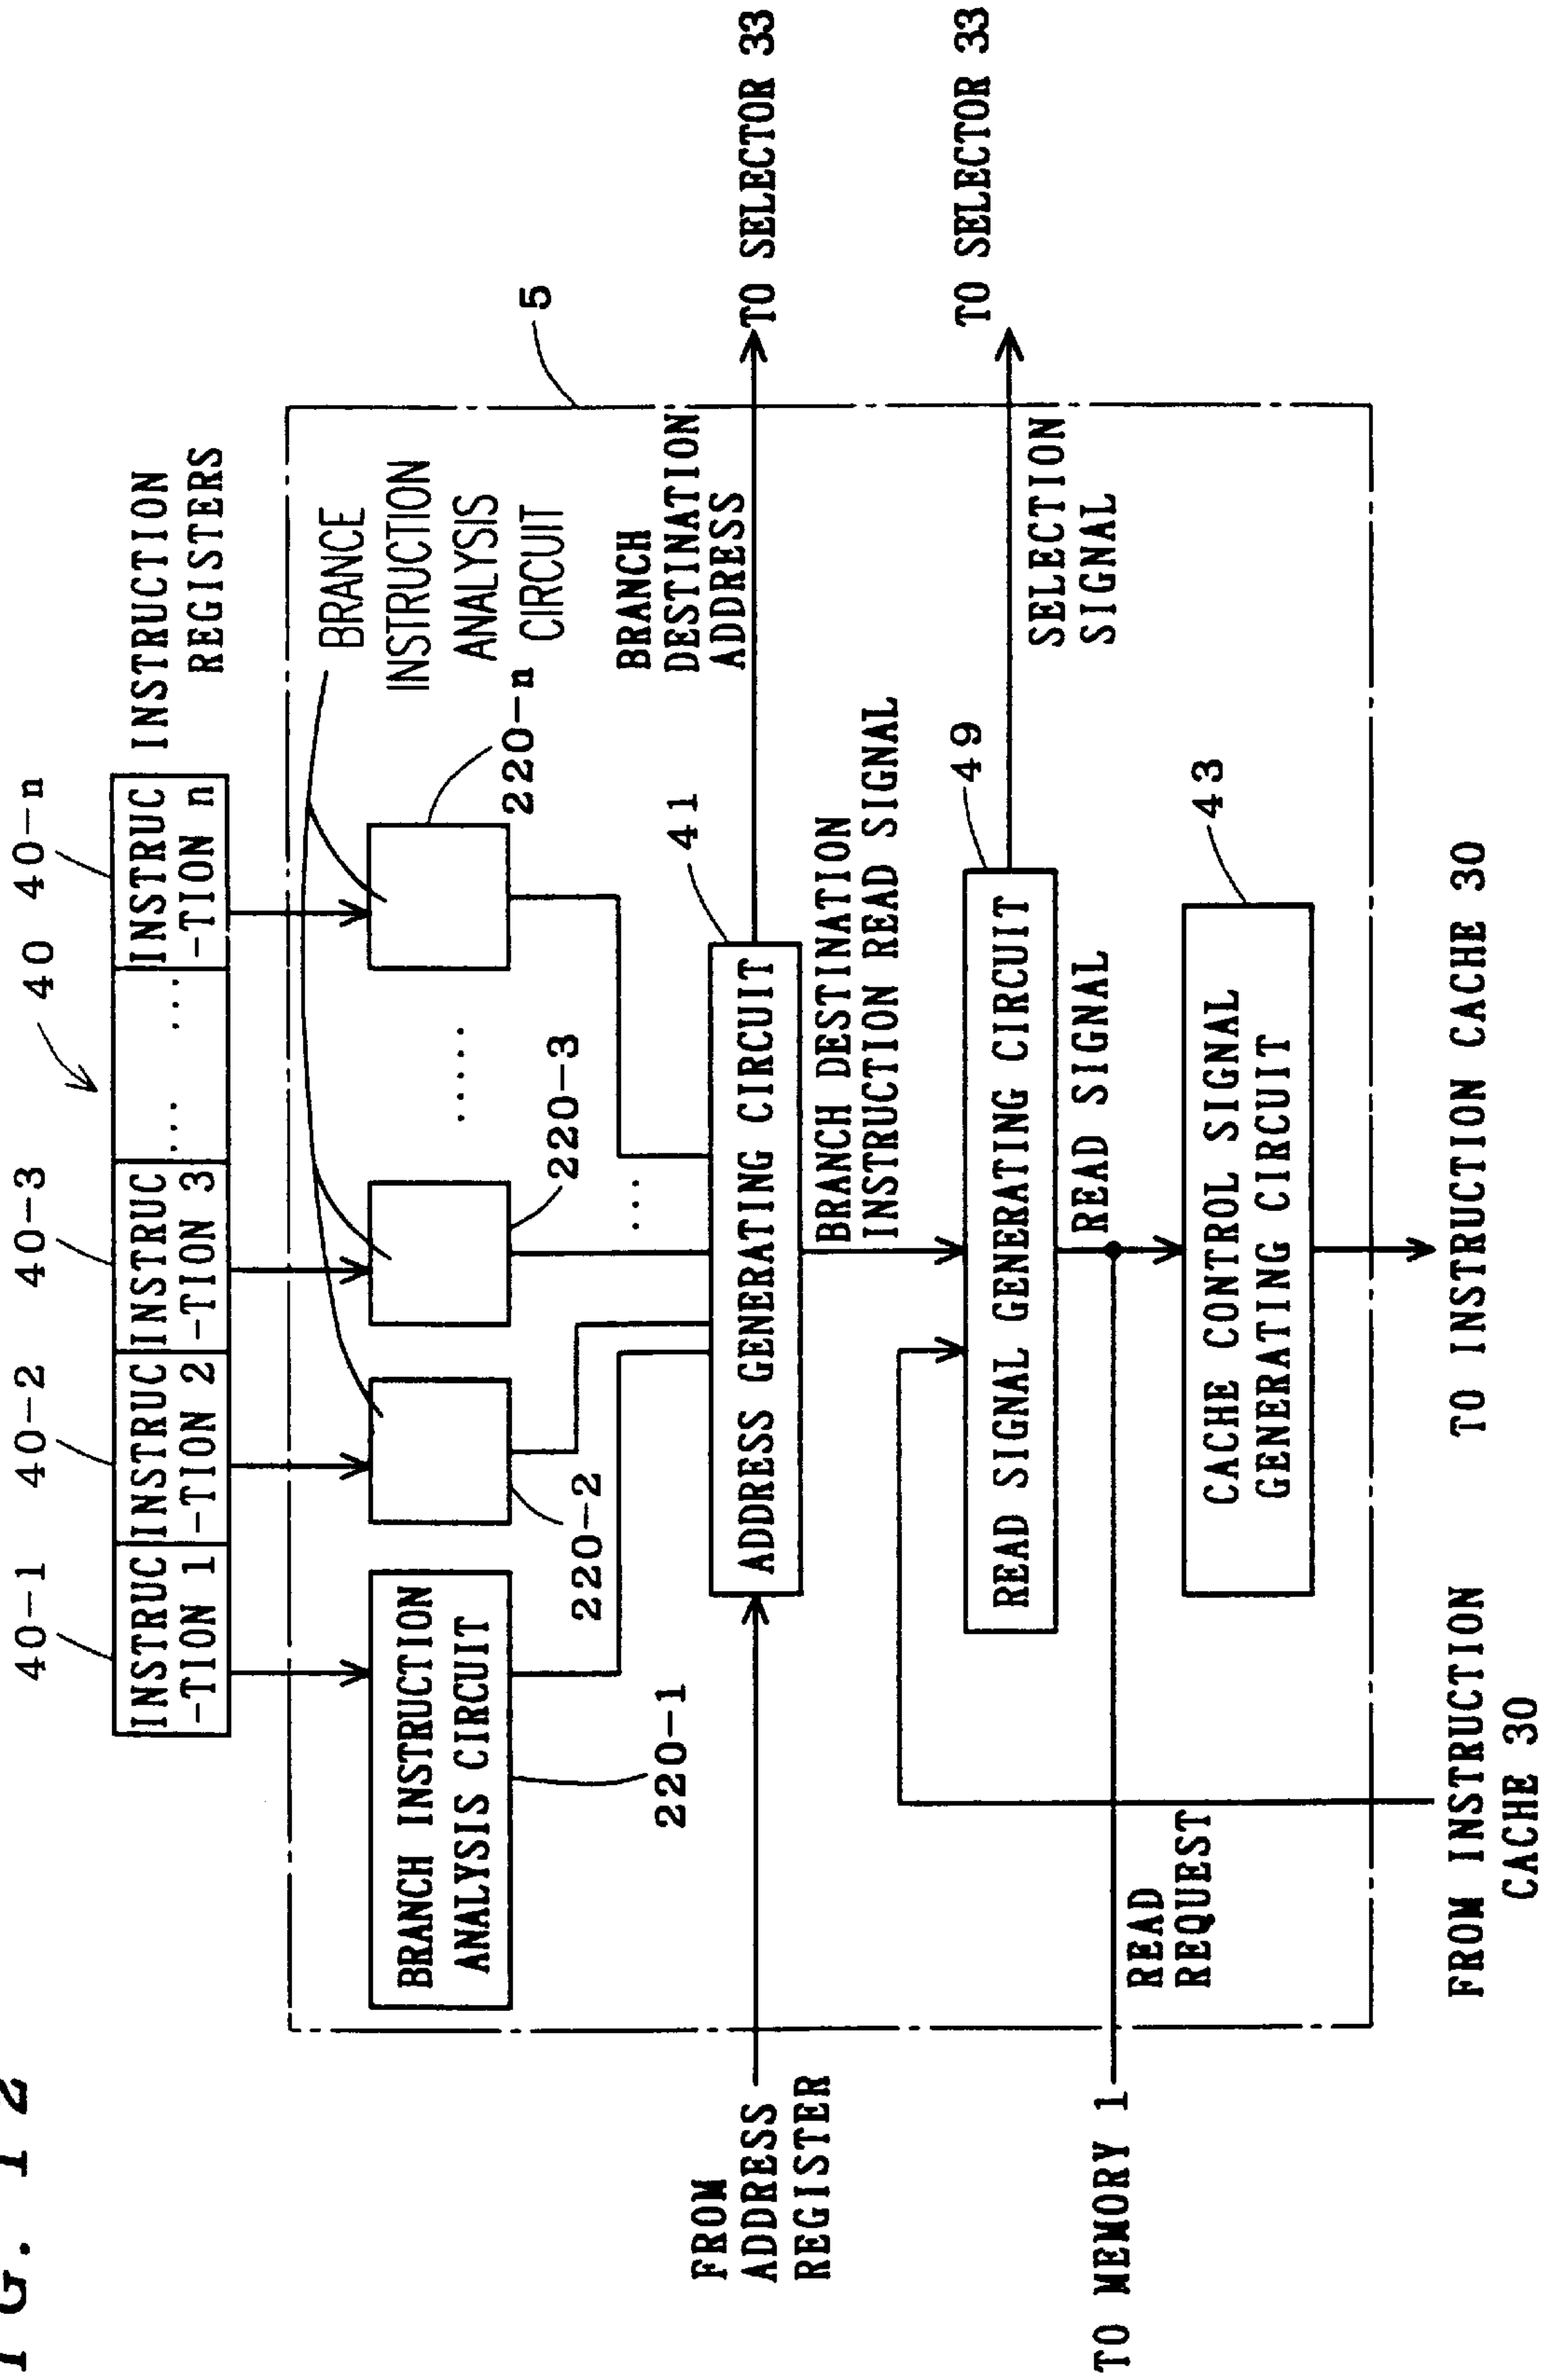 FIG. 12
40
40-1
40-2
40-3
40-n
INSTRUC
-TION 1
INSTRUC
-TION 2
INSTRUC
-TION 3
... ...
INSTRUC
-TION n
INSTRUCTION
REGISTERS
BRANCH INSTRUCTION
ANALYSIS CIRCUIT
220-1
220-2
220-3
.....
220-n
BRANCE
INSTRUCTION
ANALYSIS
CIRCUIT
5
...
FROM
ADDRESS
REGISTER
ADDRESS GENERATING CIRCUIT
41
BRANCH
DESTINATION
ADDRESS
TO SELECTOR 33
BRANCH DESTINATION
INSTRUCTION READ SIGNAL
READ SIGNAL GENERATING CIRCUIT
49
SELECTION
SIGNAL
TO SELECTOR 33
READ SIGNAL
TO MEMORY 1
READ
REQUEST
CACHE CONTROL SIGNAL
GENERATING CIRCUIT
43
FROM INSTRUCTION
CACHE 30
TO INSTRUCTION CACHE 30